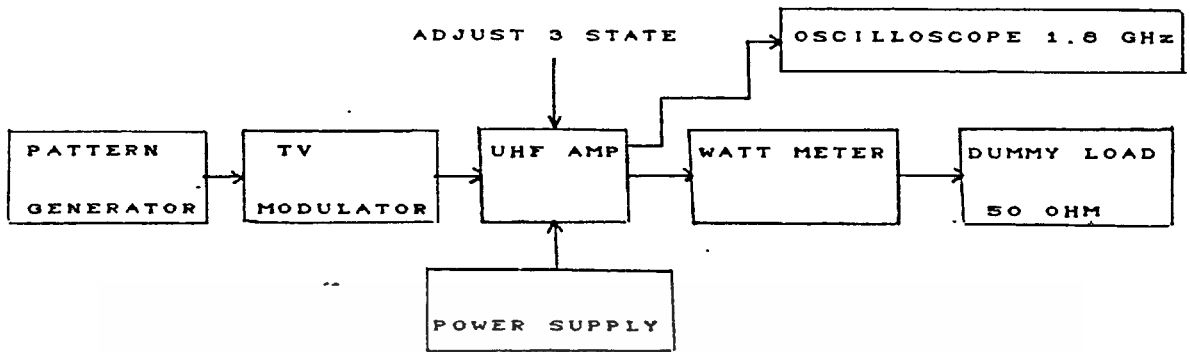 ADJUST 3 STATE
OSCILLOSCOPE 1.8 GHz
PATTERN
GENERATOR
TV
MODULATOR
UHF AMP
WATT METER
DUMMY LOAD
50 OHM
POWER SUPPLY